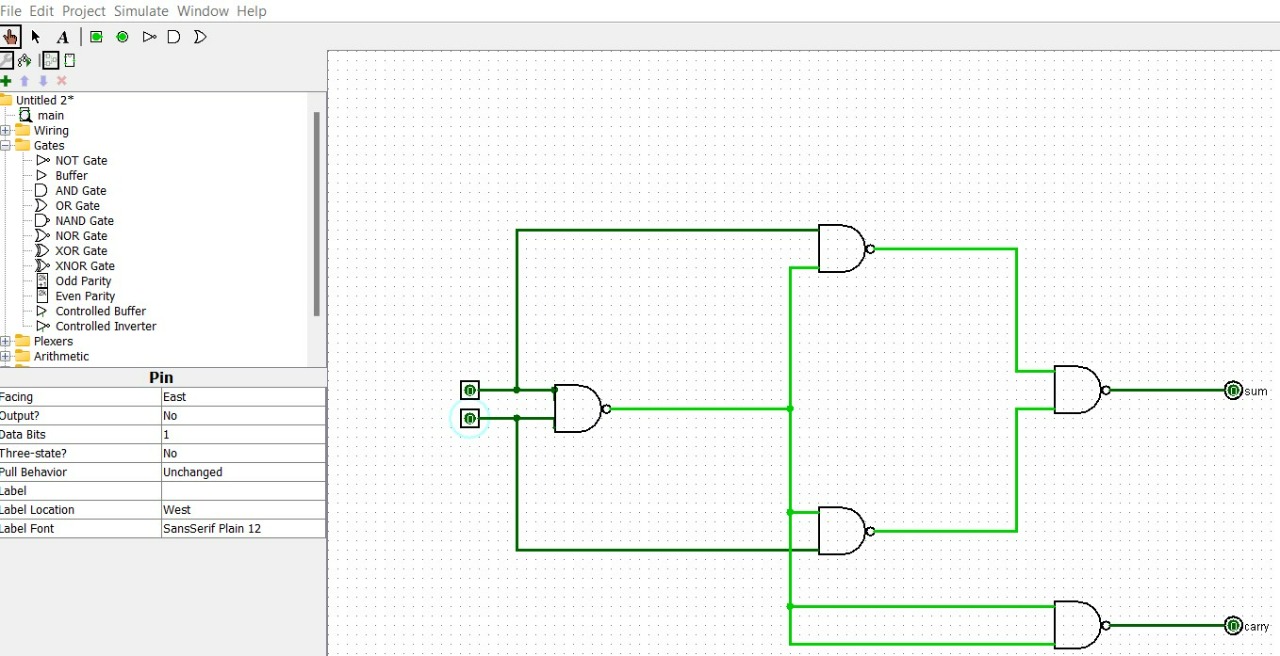 File Edit Project Simulate Window Help
A
Untitled 2*
main
Wiring
Gates
NOT Gate
Buffer
AND Gate
OR Gate
NAND Gate
NOR Gate
XOR Gate
XNOR Gate
Odd Parity
Even Parity
Controlled Buffer
Controlled Inverter
Plexers
Arithmetic
Pin
Facing East
Output? No
Data Bits 1
Three-state? No
Pull Behavior Unchanged
Label
Label Location West
Label Font SansSerif Plain 12
0
0
0 sum
0 carry